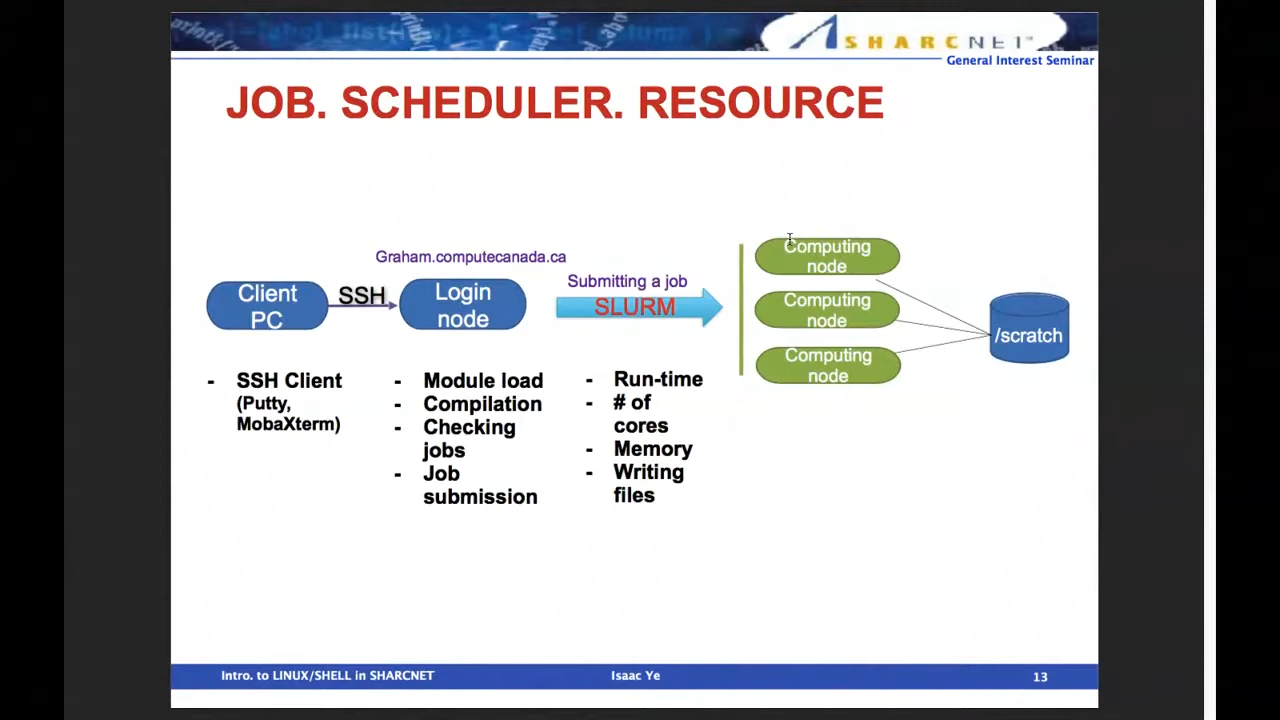 SHARCNET™
General Interest Seminar
JOB. SCHEDULER. RESOURCE
Graham.computecanada.ca
Client
PC
SSH
Login
node
Submitting a job
SLURM
Computing
node
Computing
node
Computing
node
/scratch
- SSH Client
(Putty,
MobaXterm)
- Module load
- Compilation
- Checking
jobs
- Job
submission
- Run-time
- # of
cores
- Memory
- Writing
files
Intro. to LINUX/SHELL in SHARCNET
Isaac Ye
13